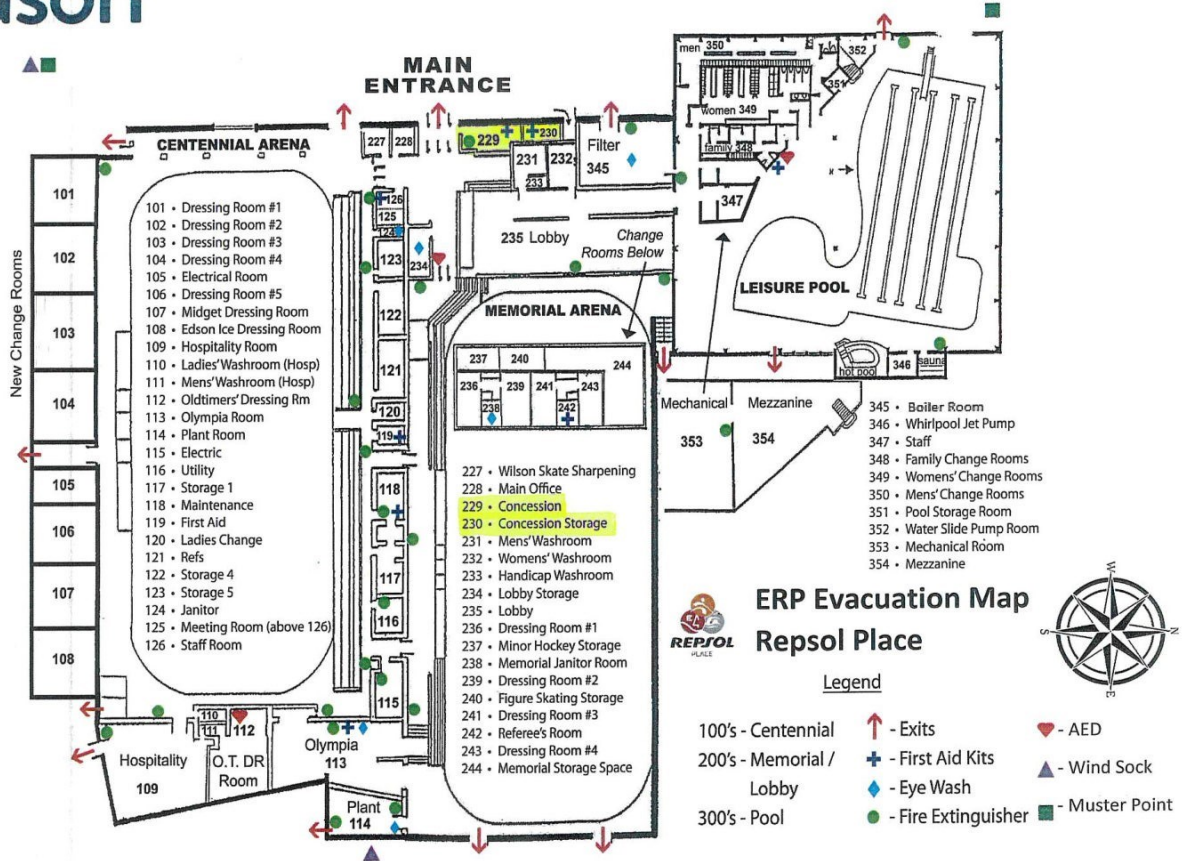 MAIN
ENTRANCE
CENTENNIAL ARENA
New Change Rooms
101
102
103
104
105
106
107
108
101 • Dressing Room #1
102 • Dressing Room #2
103 • Dressing Room #3
104 • Dressing Room #4
105 • Electrical Room
106 • Dressing Room #5
107 • Midget Dressing Room
108 • Edson Ice Dressing Room
109 • Hospitality Room
110 • Ladies' Washroom (Hosp)
111 • Mens' Washroom (Hosp)
112 • Oldtimers' Dressing Rm
113 • Olympia Room
114 • Plant Room
115 • Electric
116 • Utility
117 • Storage 1
118 • Maintenance
119 • First Aid
120 • Ladies Change
121 • Refs
122 • Storage 4
123 • Storage 5
124 • Janitor
125 • Meeting Room (above 126)
126 • Staff Room
Hospitality
109
110
111
112
O.T. DR
Room
Olympia
113
Plant
114
227
228
126
125
124
123
122
121
120
119
118
117
116
115
234
229
230
231
232
233
Filter
345
235 Lobby
Change
Rooms Below
MEMORIAL ARENA
237
240
244
236
239
241
243
238
242
227 • Wilson Skate Sharpening
228 • Main Office
229 • Concession
230 • Concession Storage
231 • Mens' Washroom
232 • Womens' Washroom
233 • Handicap Washroom
234 • Lobby Storage
235 • Lobby
236 • Dressing Room #1
237 • Minor Hockey Storage
238 • Memorial Janitor Room
239 • Dressing Room #2
240 • Figure Skating Storage
241 • Dressing Room #3
242 • Referee's Room
243 • Dressing Room #4
244 • Memorial Storage Space
men 350
352
351
women 349
family 348
347
LEISURE POOL
hot pool
346
sauna
Mechanical
353
Mezzanine
354
345 • Boiler Room
346 • Whirlpool Jet Pump
347 • Staff
348 • Family Change Rooms
349 • Womens' Change Rooms
350 • Mens' Change Rooms
351 • Pool Storage Room
352 • Water Slide Pump Room
353 • Mechanical Room
354 • Mezzanine
REPSOL
PLACE
ERP Evacuation Map
Repsol Place
W
N
E
S
Legend
100's - Centennial
200's - Memorial /
Lobby
300's - Pool
- Exits
- First Aid Kits
- Eye Wash
- Fire Extinguisher
- AED
- Wind Sock
- Muster Point